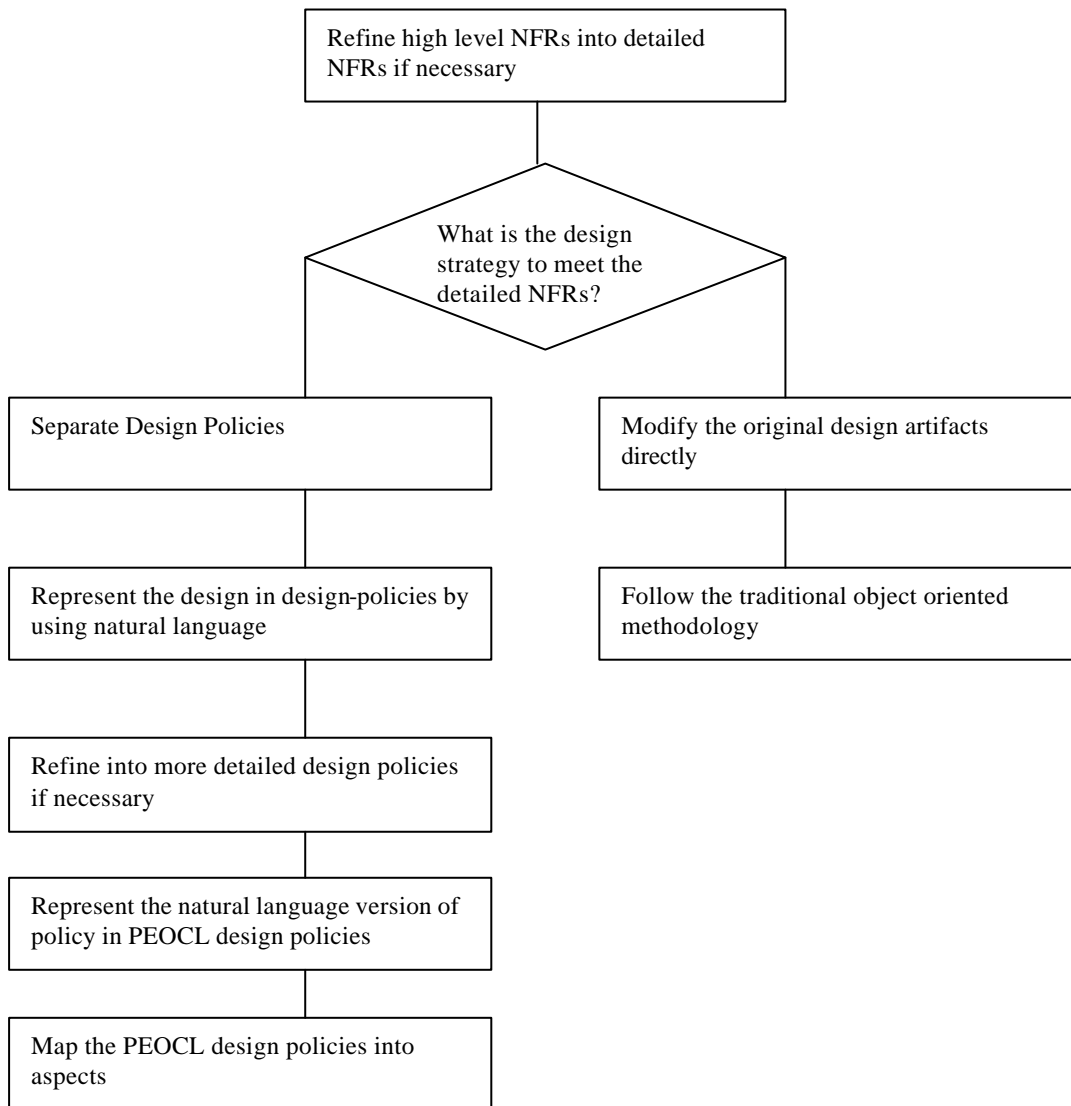 Refine high level NFRs into detailed
NFRs if necessary
What is the design
strategy to meet the
detailed NFRs?
Separate Design Policies
Modify the original design artifacts
directly
Represent the design in design-policies by
using natural language
Follow the traditional object oriented
methodology
Refine into more detailed design policies
if necessary
Represent the natural language version of
policy in PEOCL design policies
Map the PEOCL design policies into
aspects